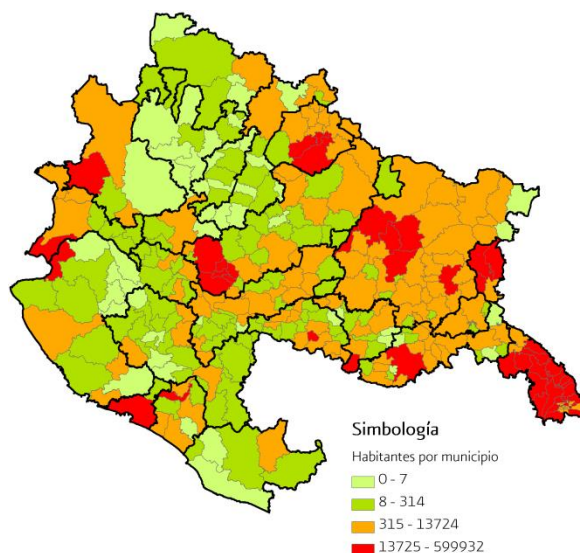 Simbología
Habitantes por municipio
0 - 7
8 - 314
315 - 13724
13725 - 599932